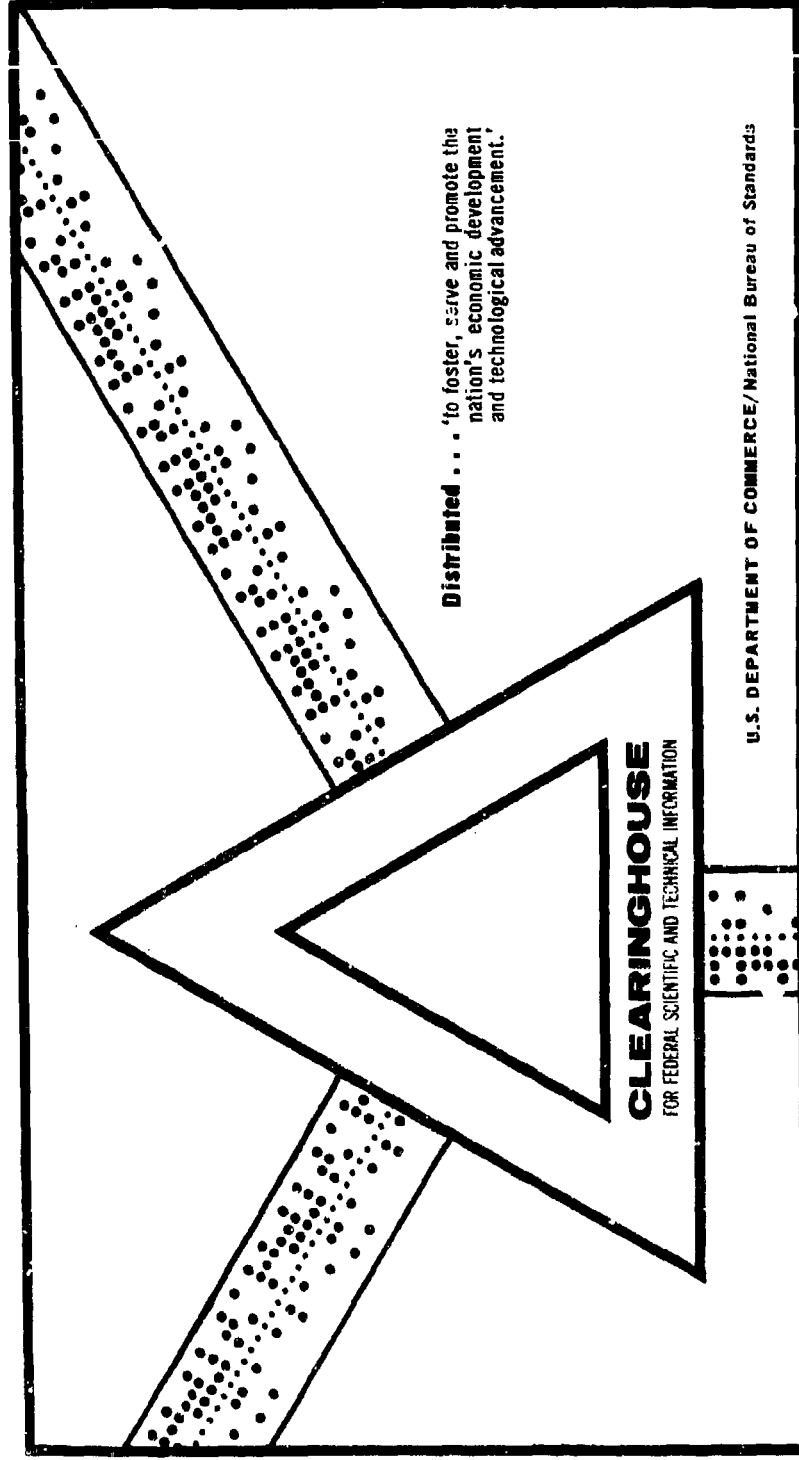 Distributed . . . 'to foster, serve and promote the
nation's economic development
and technological advancement.'
CLEARINGHOUSE
FOR FEDERAL SCIENTIFIC AND TECHNICAL INFORMATION
U.S. DEPARTMENT OF COMMERCE/National Bureau of Standards